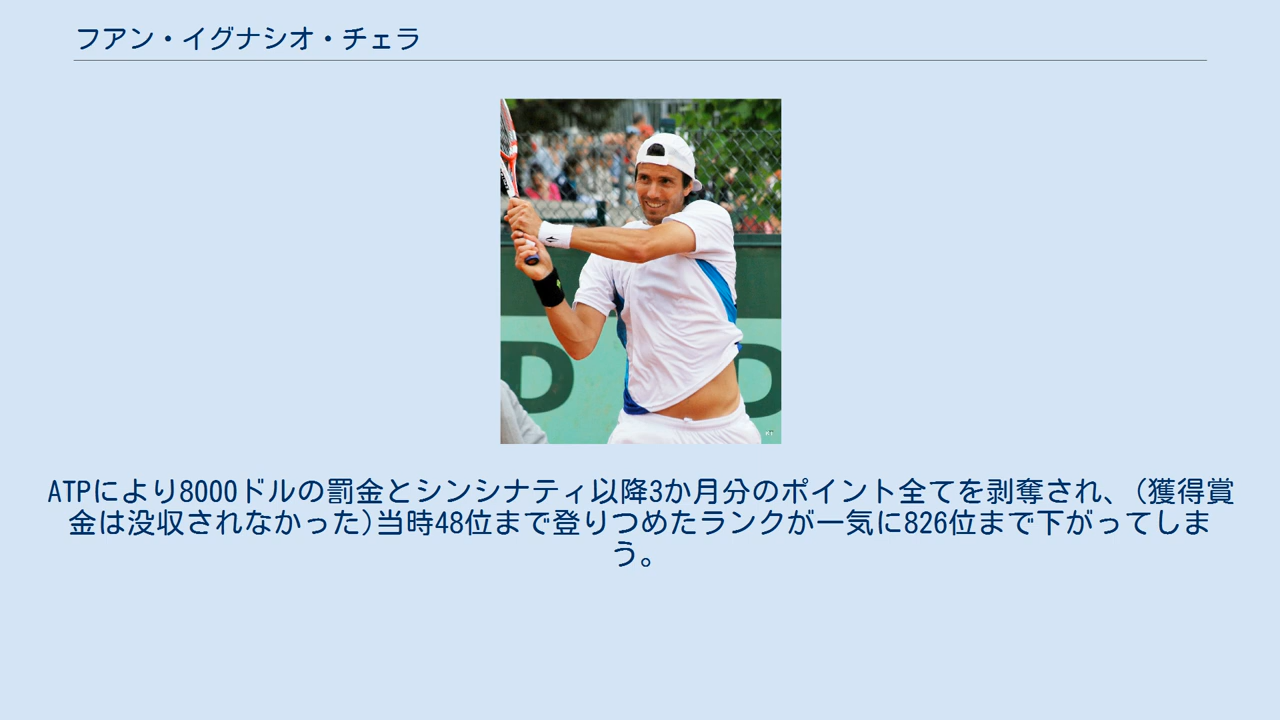 フアン・イグナシオ・チェラ
D
D
ATPにより8000ドルの罰金とシンシナティ以降3か月分のポイント全てを剥奪され、(獲得賞
金は没収されなかった)当時48位まで登りつめたランクが一気に826位まで下がってしま
う。